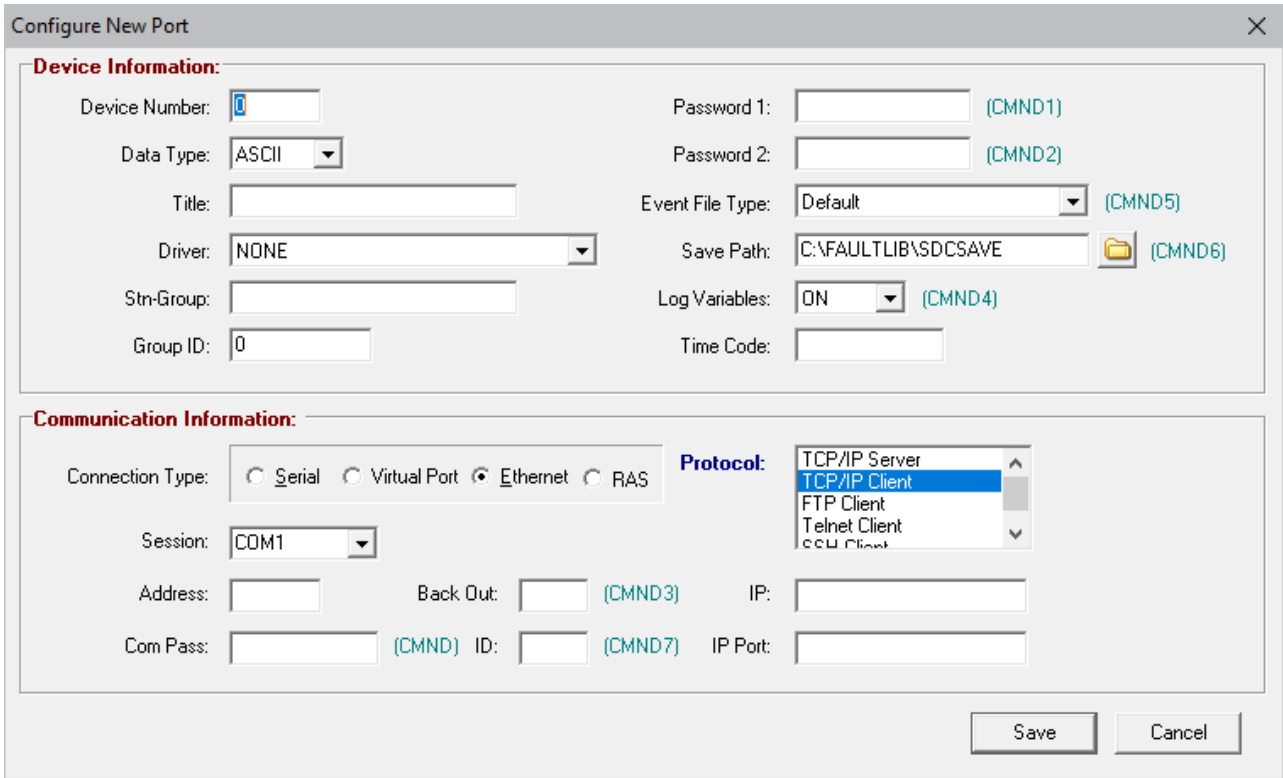 Configure New Port
Device Information:
Device Number: 0 Password 1: (CMND1)
Data Type: ASCII Password 2: (CMND2)
Title: Event File Type: Default (CMND5)
Driver: NONE Save Path: C:\FAULTLIB\SDCSAVE (CMND6)
Stn-Group: Log Variables: ON (CMND4)
Group ID: 0 Time Code:
Communication Information:
Connection Type: Serial Virtual Port Ethernet RAS Protocol: TCP/IP Server
TCP/IP Client
FTP Client
Telnet Client
SSH Client
Session: COM1
Address: Back Out: (CMND3) IP:
Com Pass: (CMND) ID: (CMND7) IP Port:
Save Cancel